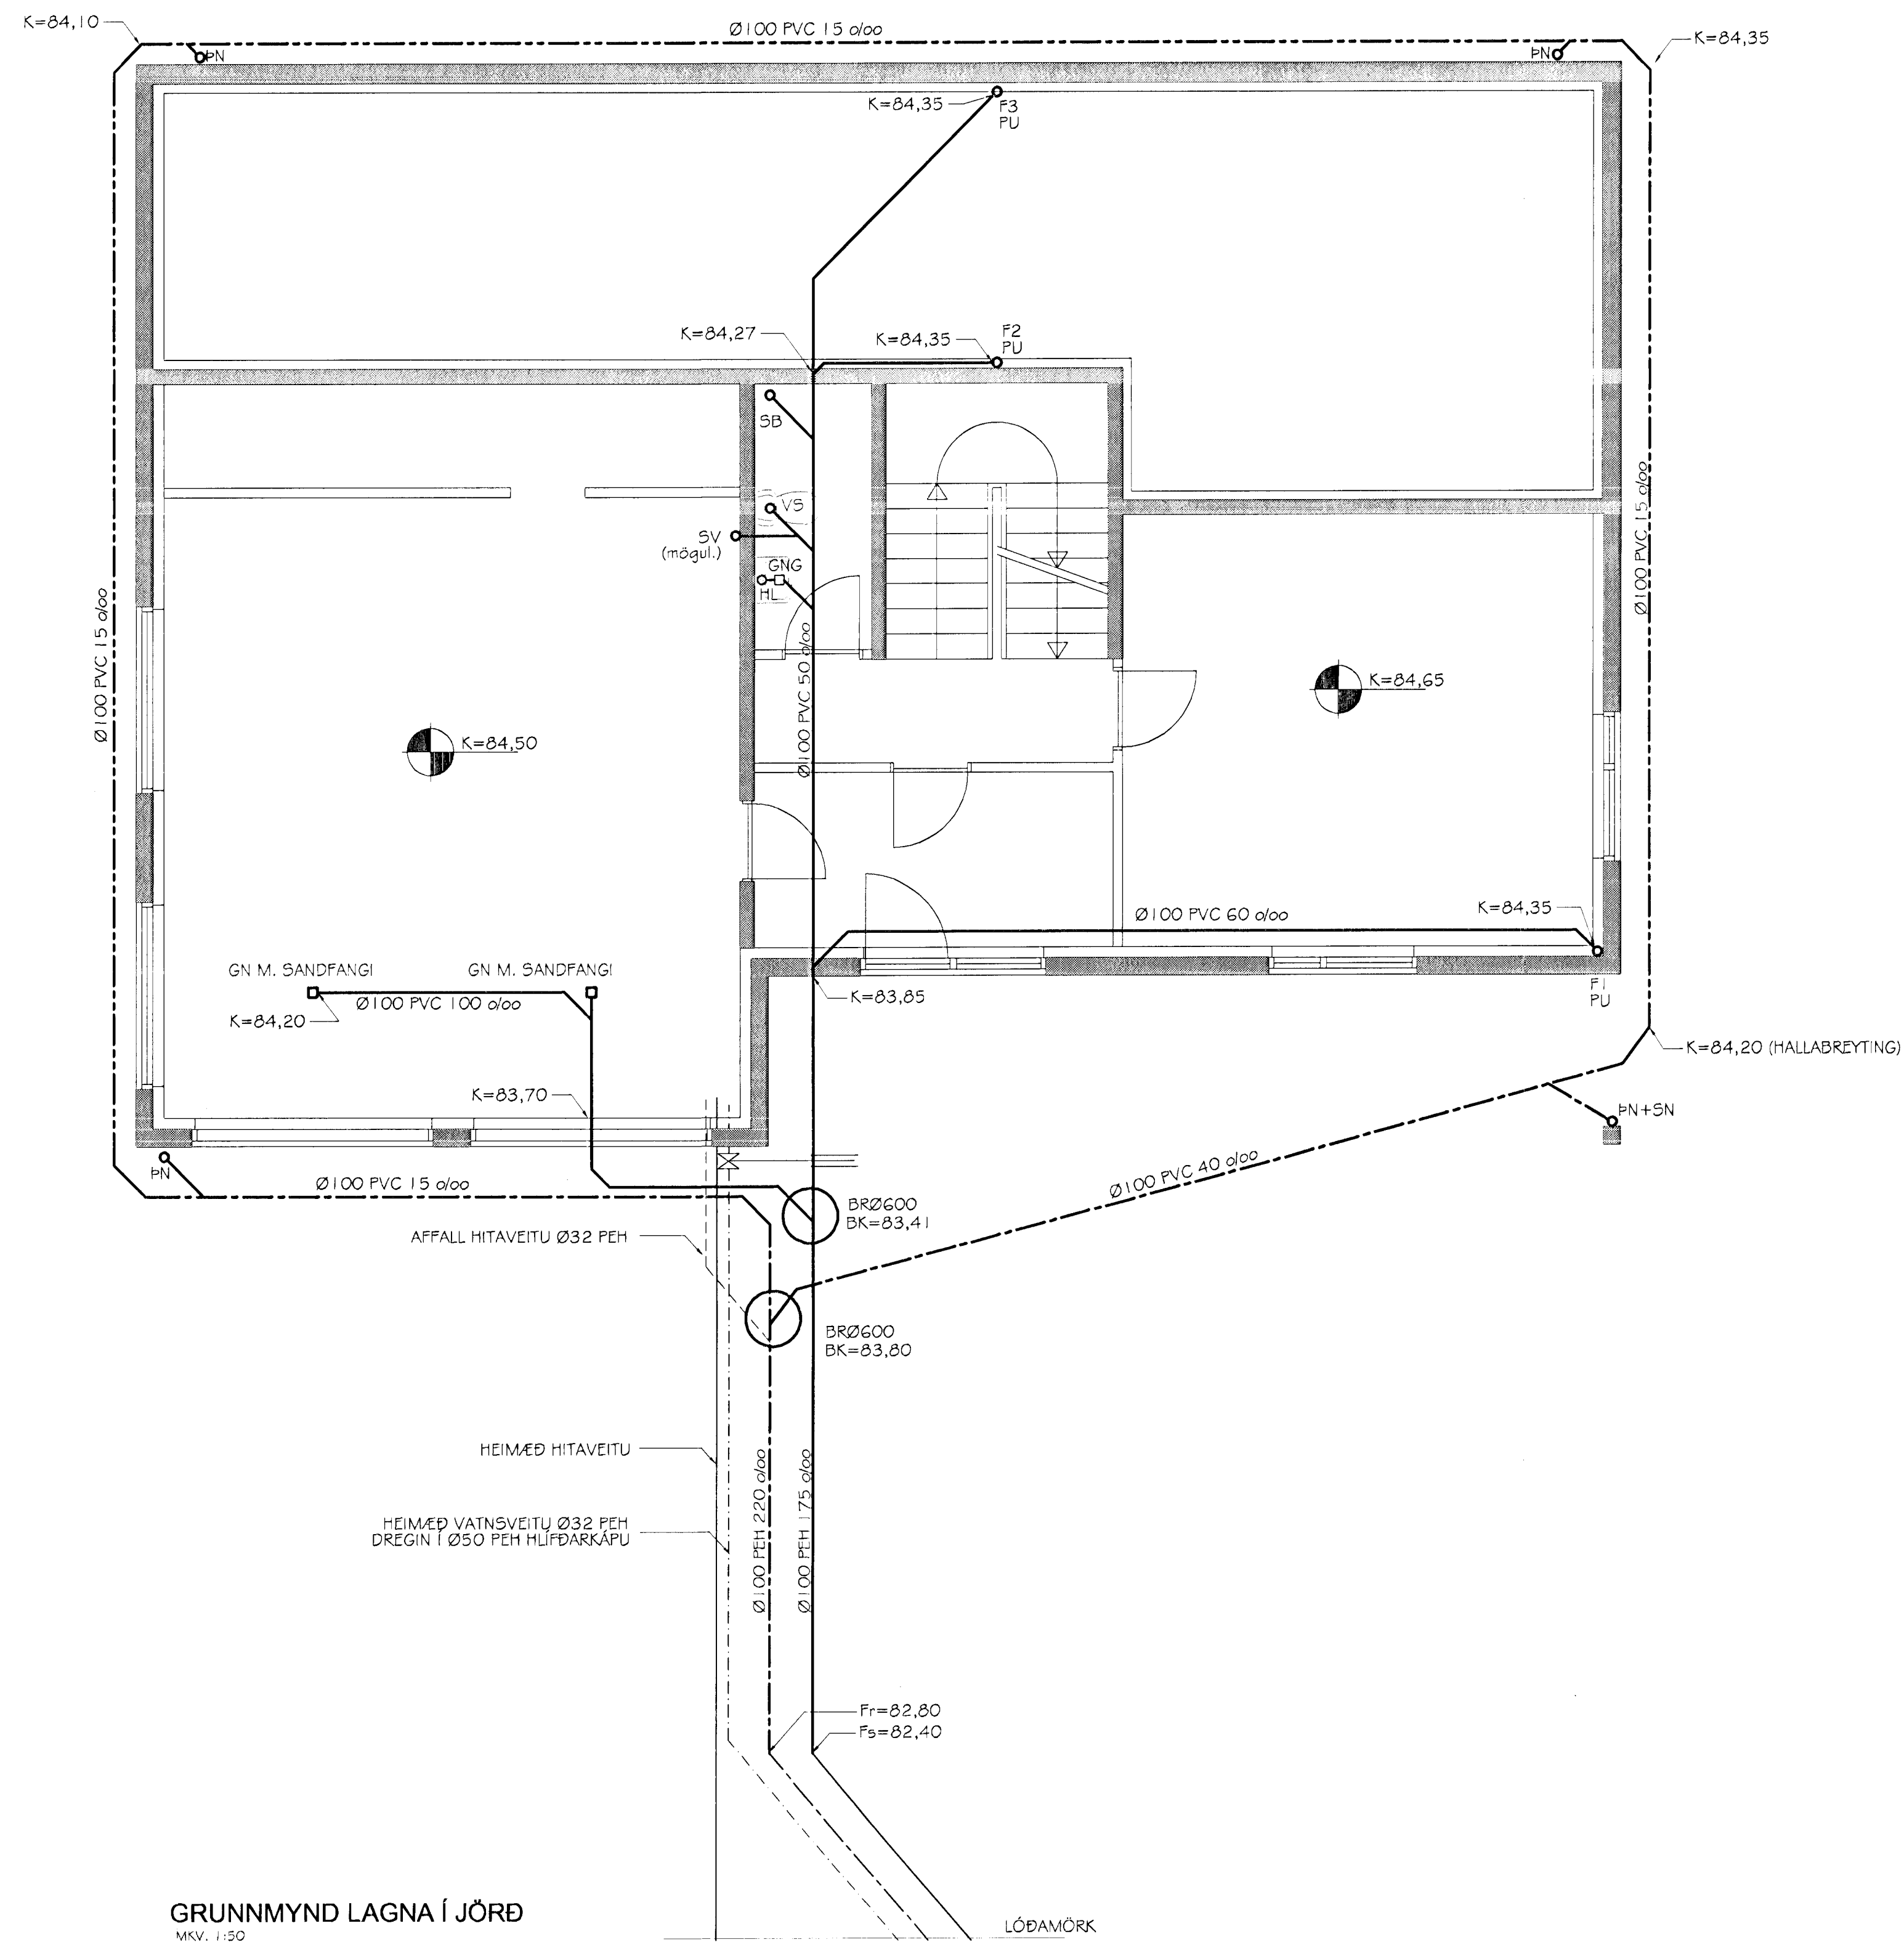 K=84,10
Ø100 PVC 15 o/oo
K=84,35
ÞN
ÞN
K=84,35
F3
PU
K=84,27
K=84,35
F2
PU
SB
VS
SV
(mögul.)
GNG
HL
Ø100 PVC 15 o/oo
Ø100 PVC 15 o/oo
Ø100 PVC 50 o/oo
K=84,65
K=84,50
Ø100 PVC 60 o/oo
K=84,35
GN M. SANDFANGI
GN M. SANDFANGI
Ø100 PVC 100 o/oo
K=84,20
K=83,85
F1
PU
K=84,20 (HALLABREYTING)
K=83,70
ÞN+SN
ÞN
Ø100 PVC 15 o/oo
Ø100 PVC 40 o/oo
BRØ600
BK=83,41
AFFALL HITAVEITU Ø32 PEH
BRØ600
BK=83,80
HEIMÆÐ HITAVEITU
HEIMÆÐ VATNSVEITU Ø32 PEH
DREGIN Í Ø50 PEH HLÍFÐARKÁPU
Ø100 PEH 220 o/oo
Ø100 PEH 175 o/oo
Fr=82,80
Fs=82,40
GRUNNMYND LAGNA Í JÖRÐ
MKV. 1:50
LÓÐAMÖRK